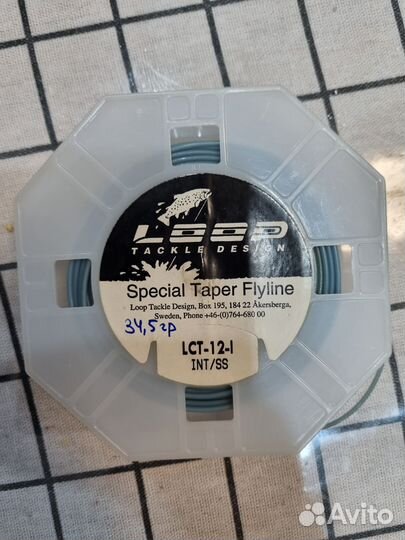 LOOP
TACKLE DESIGN
Special Taper Flyline
Loop Tackle Design, Box 195, 184 22 Åkersberga,
Sweden, Phone +46-(0)764-680 00
34,5гр
LCT-12-I
INT/SS
Avito